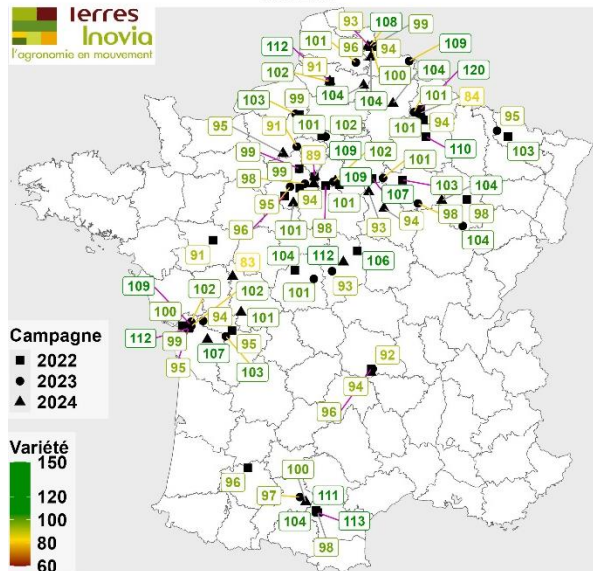 Terres
Inovia
l'agronomie en mouvement
93 108 99
101 96 94 109
112
91 100 104 120
102 104 104 101 84
103 99
101 102 101 94 95
95 91 110 103
99 89 109 102 101
99 109 103 104
98 107
95 94 101 98 98
96 101 98 93 94 104
91 104 112 106
83
101 93
109 102 102
100 94 101
112 99 95
95 107 103
92
94
96
100
96 97 111
104 113
98
Campagne
2022
2023
2024
Variété
150
120
100
80
60